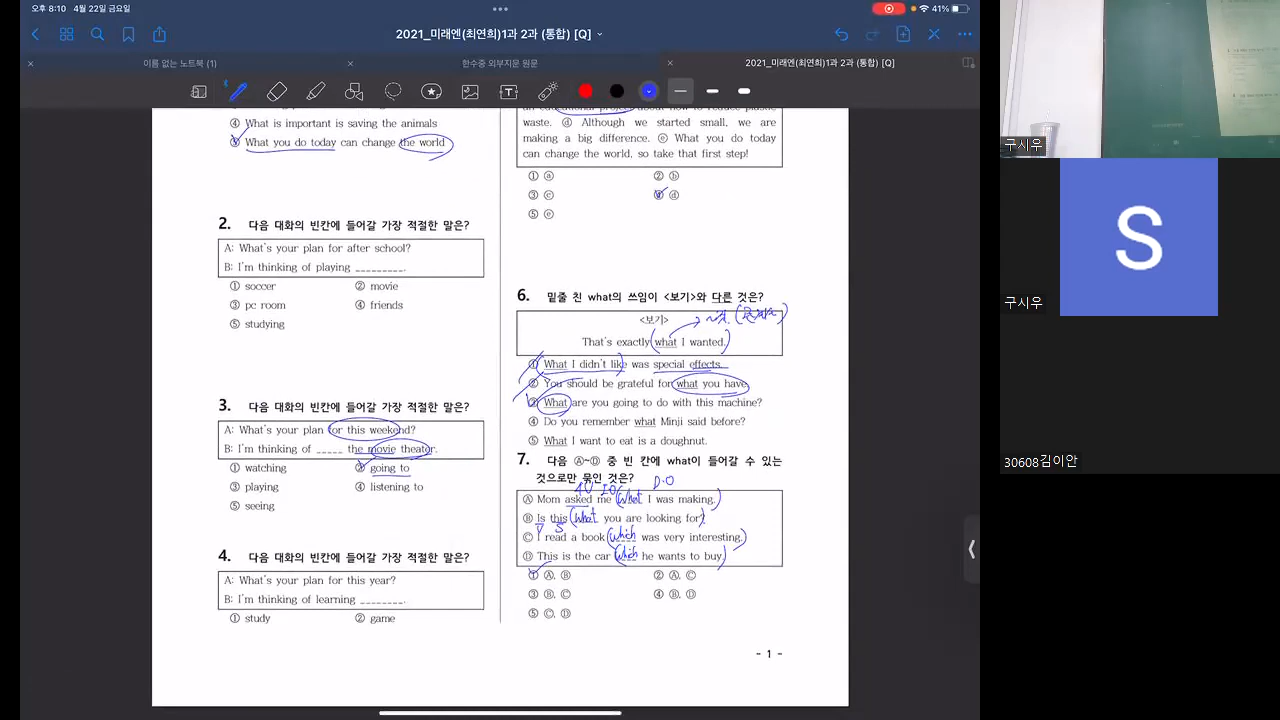 오후 8:10 4월 22일 금요일
41%
2021_미래엔(최연희)1과 2과 (통합) [Q]
이름 없는 노트북 (1)
한수중 외부지문 원문
2021_미래엔(최연희)1과 2과 (통합) [Q]
④ What is important is saving the animals
What you do today can change the world
2. 다음 대화의 빈칸에 들어갈 가장 적절한 말은?
A: What's your plan for after school?
B: I'm thinking of playing _________.
① soccer ② movie
③ pc room ④ friends
⑤ studying
3. 다음 대화의 빈칸에 들어갈 가장 적절한 말은?
A: What's your plan for this weekend?
B: I'm thinking of _____ the movie theater.
① watching ② going to
③ playing ④ listening to
⑤ seeing
4. 다음 대화의 빈칸에 들어갈 가장 적절한 말은?
A: What's your plan for this year?
B: I'm thinking of learning ________.
① study ② game
an educational project about how to reduce plastic
waste. ⓓ Although we started small, we are
making a big difference. ⓔ What you do today
can change the world, so take that first step!
① ⓐ ② ⓑ
③ ⓒ ④ ⓓ
⑤ ⓔ
6. 밑줄 친 what의 쓰임이 <보기>와 다른 것은?
<보기>
That's exactly what I wanted.
① What I didn't like was special effects.
② You should be grateful for what you have.
③ What are you going to do with this machine?
④ Do you remember what Minji said before?
⑤ What I want to eat is a doughnut.
7. 다음 Ⓐ~Ⓓ 중 빈 칸에 what이 들어갈 수 있는
것으로만 묶인 것은?
4V IO D.O
Ⓐ Mom asked me (what I was making.)
Ⓑ Is this (what you are looking for).
V S
Ⓒ I read a book (which was very interesting.)
Ⓓ This is the car (which he wants to buy.)
① Ⓐ, Ⓑ ② Ⓐ, Ⓒ
③ Ⓑ, Ⓒ ④ Ⓑ, Ⓓ
⑤ Ⓒ, Ⓓ
- 1 -
구시우
S
구시우
30608김이안